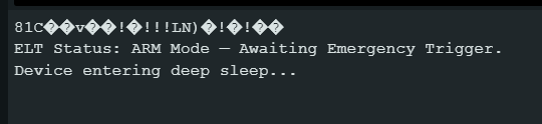 81C��v��!�!!!LN)�!�!��
ELT Status: ARM Mode — Awaiting Emergency Trigger.
Device entering deep sleep...